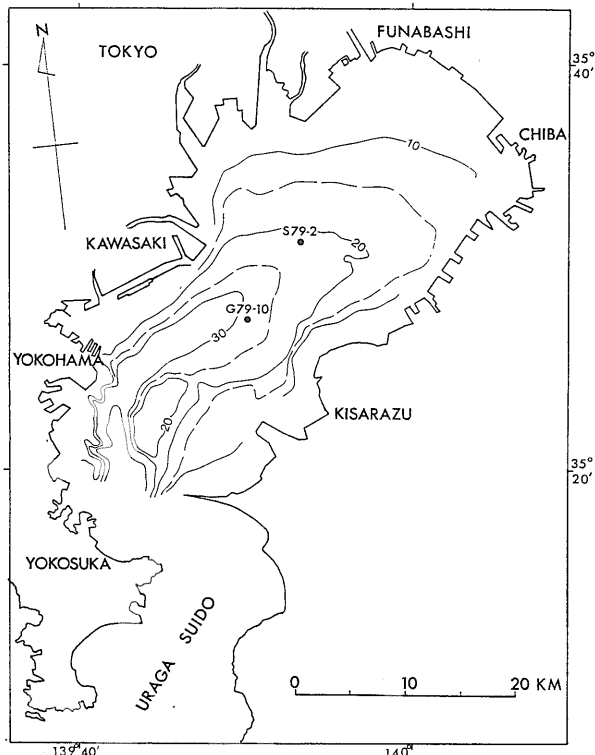 N
TOKYO
FUNABASHI
35°
40'
CHIBA
10
S79-2
20
KAWASAKI
G79-10
30
YOKOHAMA
20
KISARAZU
35°
20'
YOKOSUKA
URAGA SUIDO
0 10 20 KM
139°40'
140°